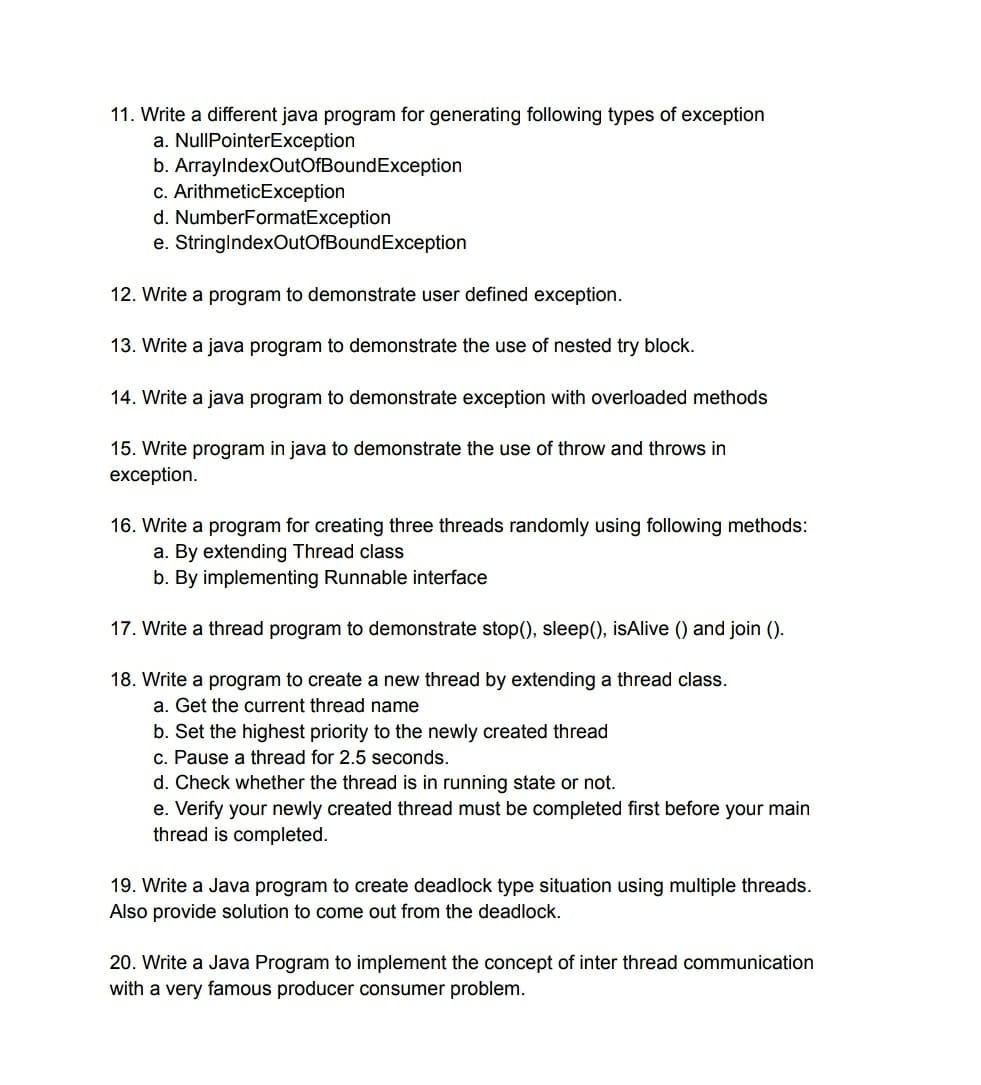 11. Write a different java program for generating following types of exception
a. NullPointerException
b. ArrayIndexOutOfBoundException
c. ArithmeticException
d. NumberFormatException
e. StringIndexOutOfBoundException
12. Write a program to demonstrate user defined exception.
13. Write a java program to demonstrate the use of nested try block.
14. Write a java program to demonstrate exception with overloaded methods
15. Write program in java to demonstrate the use of throw and throws in
exception.
16. Write a program for creating three threads randomly using following methods:
a. By extending Thread class
b. By implementing Runnable interface
17. Write a thread program to demonstrate stop(), sleep(), isAlive () and join ().
18. Write a program to create a new thread by extending a thread class.
a. Get the current thread name
b. Set the highest priority to the newly created thread
c. Pause a thread for 2.5 seconds.
d. Check whether the thread is in running state or not.
e. Verify your newly created thread must be completed first before your main
thread is completed.
19. Write a Java program to create deadlock type situation using multiple threads.
Also provide solution to come out from the deadlock.
20. Write a Java Program to implement the concept of inter thread communication
with a very famous producer consumer problem.